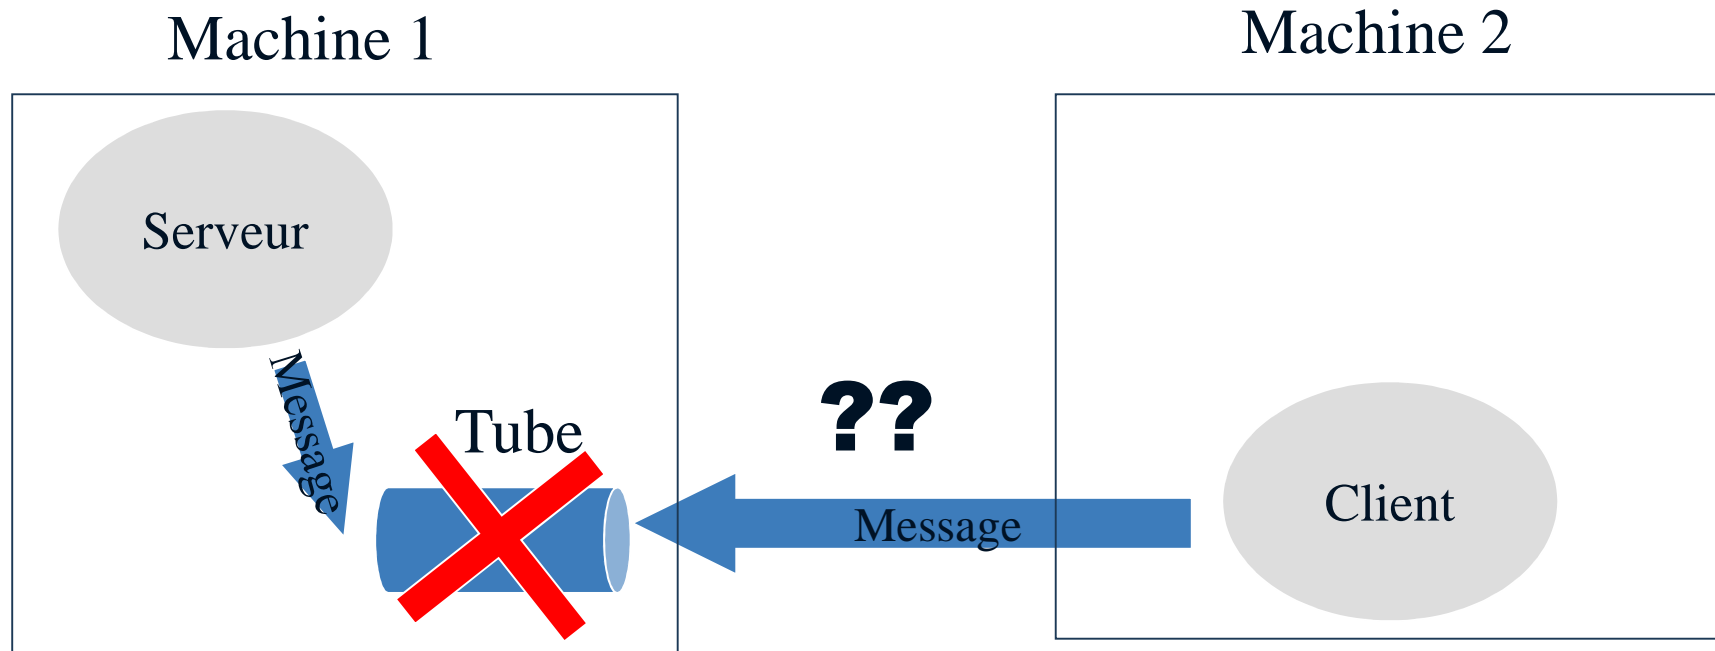 Machine 1
Machine 2
Serveur
Message
Tube
??
Message
Client